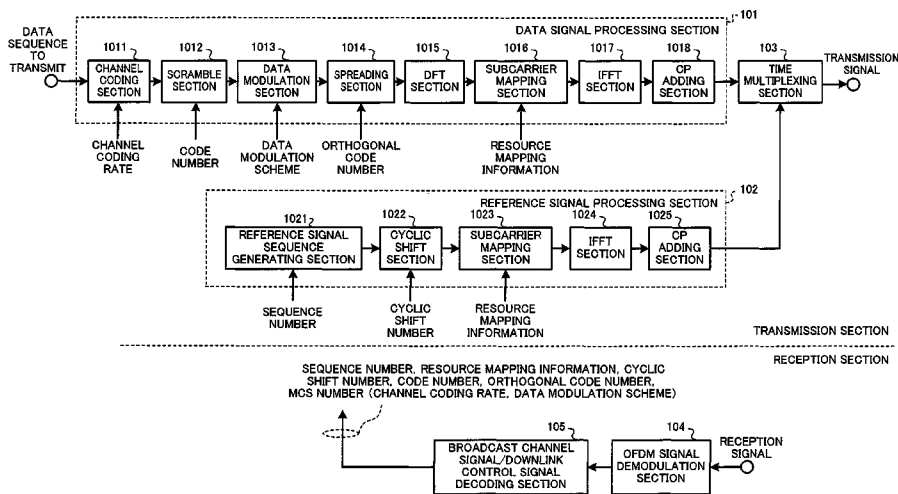 101
DATA SIGNAL PROCESSING SECTION
DATA
SEQUENCE
TO
TRANSMIT
1011
CHANNEL
CODING
SECTION
1012
SCRAMBLE
SECTION
1013
DATA
MODULATION
SECTION
1014
SPREADING
SECTION
1015
DFT
SECTION
1016
SUBCARRIER
MAPPING
SECTION
1017
IFFT
SECTION
1018
CP
ADDING
SECTION
103
TIME
MULTIPLEXING
SECTION
TRANSMISSION
SIGNAL
CHANNEL
CODING
RATE
CODE
NUMBER
DATA
MODULATION
SCHEME
ORTHOGONAL
CODE
NUMBER
RESOURCE
MAPPING
INFORMATION
102
REFERENCE SIGNAL PROCESSING SECTION
1021
REFERENCE SIGNAL
SEQUENCE
GENERATING SECTION
1022
CYCLIC
SHIFT
SECTION
1023
SUBCARRIER
MAPPING
SECTION
1024
IFFT
SECTION
1025
CP
ADDING
SECTION
SEQUENCE
NUMBER
CYCLIC
SHIFT
NUMBER
RESOURCE
MAPPING
INFORMATION
TRANSMISSION SECTION
RECEPTION SECTION
SEQUENCE NUMBER, RESOURCE MAPPING INFORMATION, CYCLIC
SHIFT NUMBER, CODE NUMBER, ORTHOGONAL CODE NUMBER,
MCS NUMBER (CHANNEL CODING RATE, DATA MODULATION SCHEME)
105
BROADCAST CHANNEL
SIGNAL/DOWNLINK
CONTROL SIGNAL
DECODING SECTION
104
OFDM SIGNAL
DEMODULATION
SECTION
RECEPTION
SIGNAL